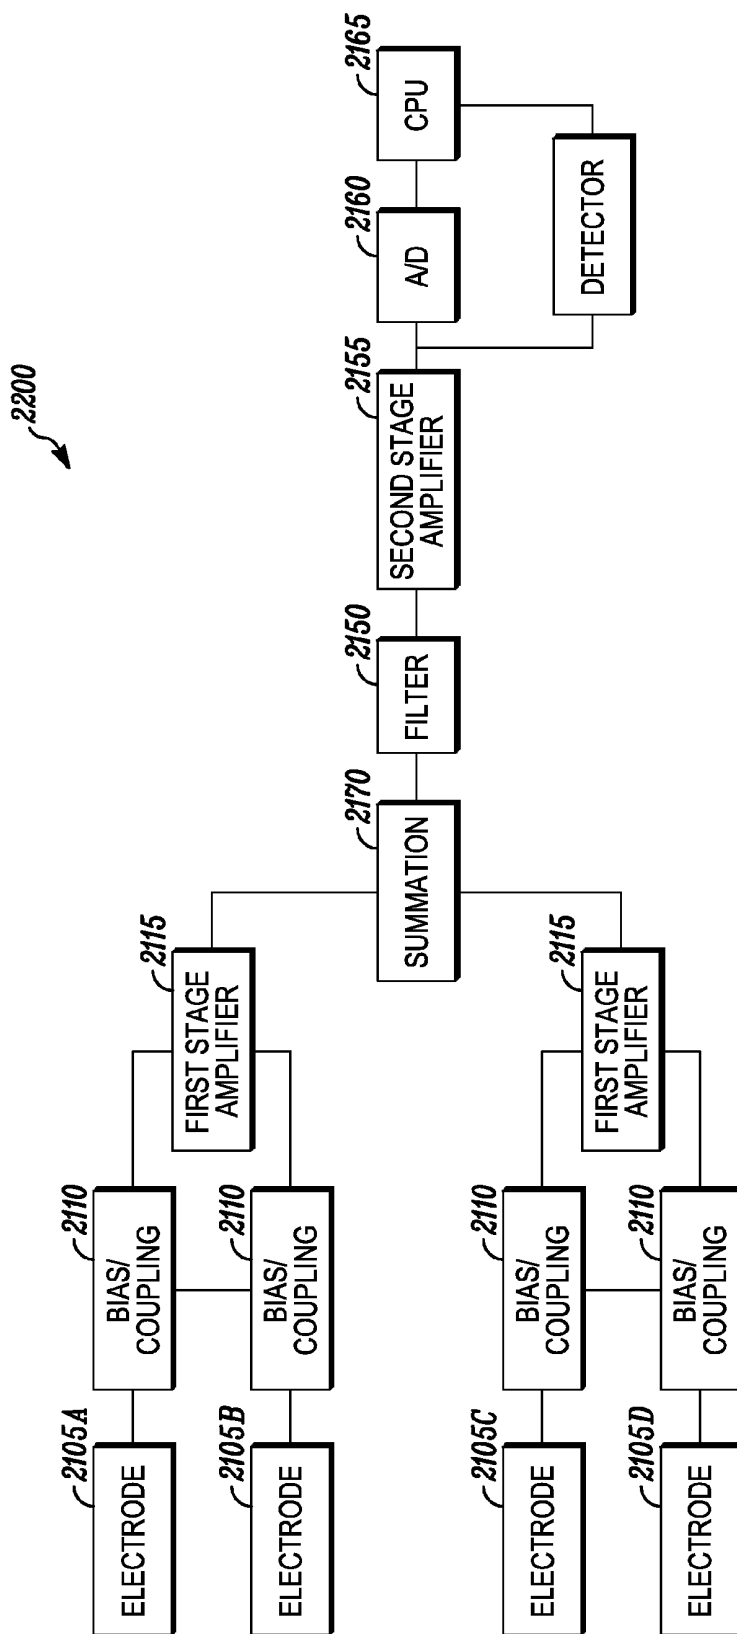 2200
2105A
ELECTRODE
2110
BIAS/
COUPLING
2105B
ELECTRODE
2110
BIAS/
COUPLING
2115
FIRST STAGE
AMPLIFIER
2105C
ELECTRODE
2110
BIAS/
COUPLING
2105D
ELECTRODE
2110
BIAS/
COUPLING
2115
FIRST STAGE
AMPLIFIER
2170
SUMMATION
2150
FILTER
2155
SECOND STAGE
AMPLIFIER
2160
A/D
2165
CPU
DETECTOR